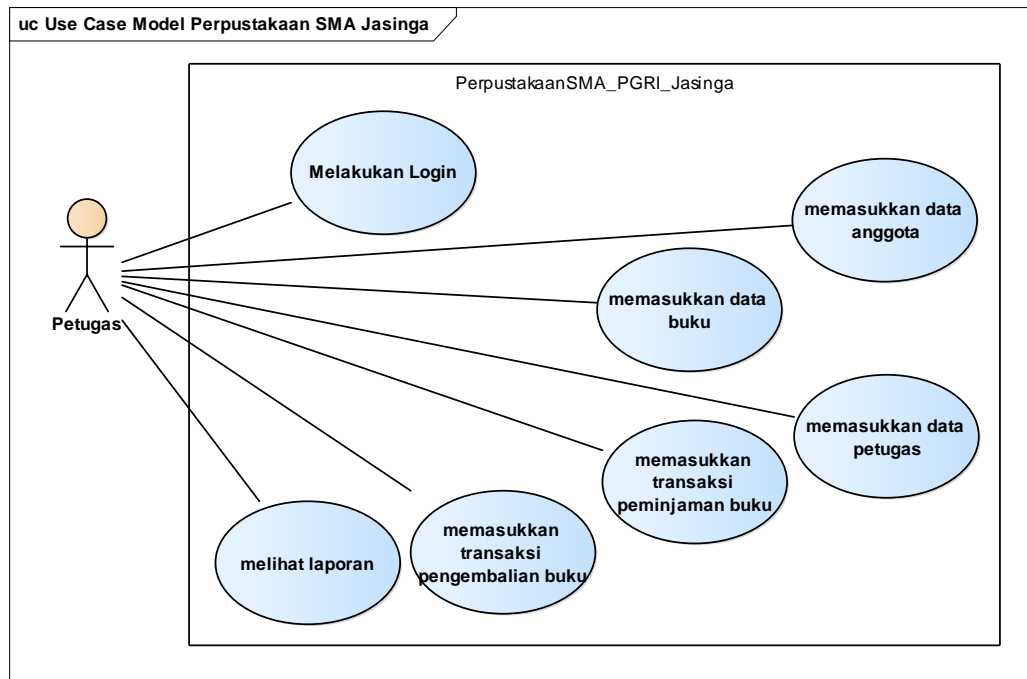 uc Use Case Model Perpustakaan SMA Jasinga
PerpustakaanSMA_PGRI_Jasinga
Melakukan Login
memasukkan data
anggota
memasukkan data
buku
Petugas
memasukkan data
petugas
memasukkan
transaksi
peminjaman buku
memasukkan
transaksi
pengembalian buku
melihat laporan